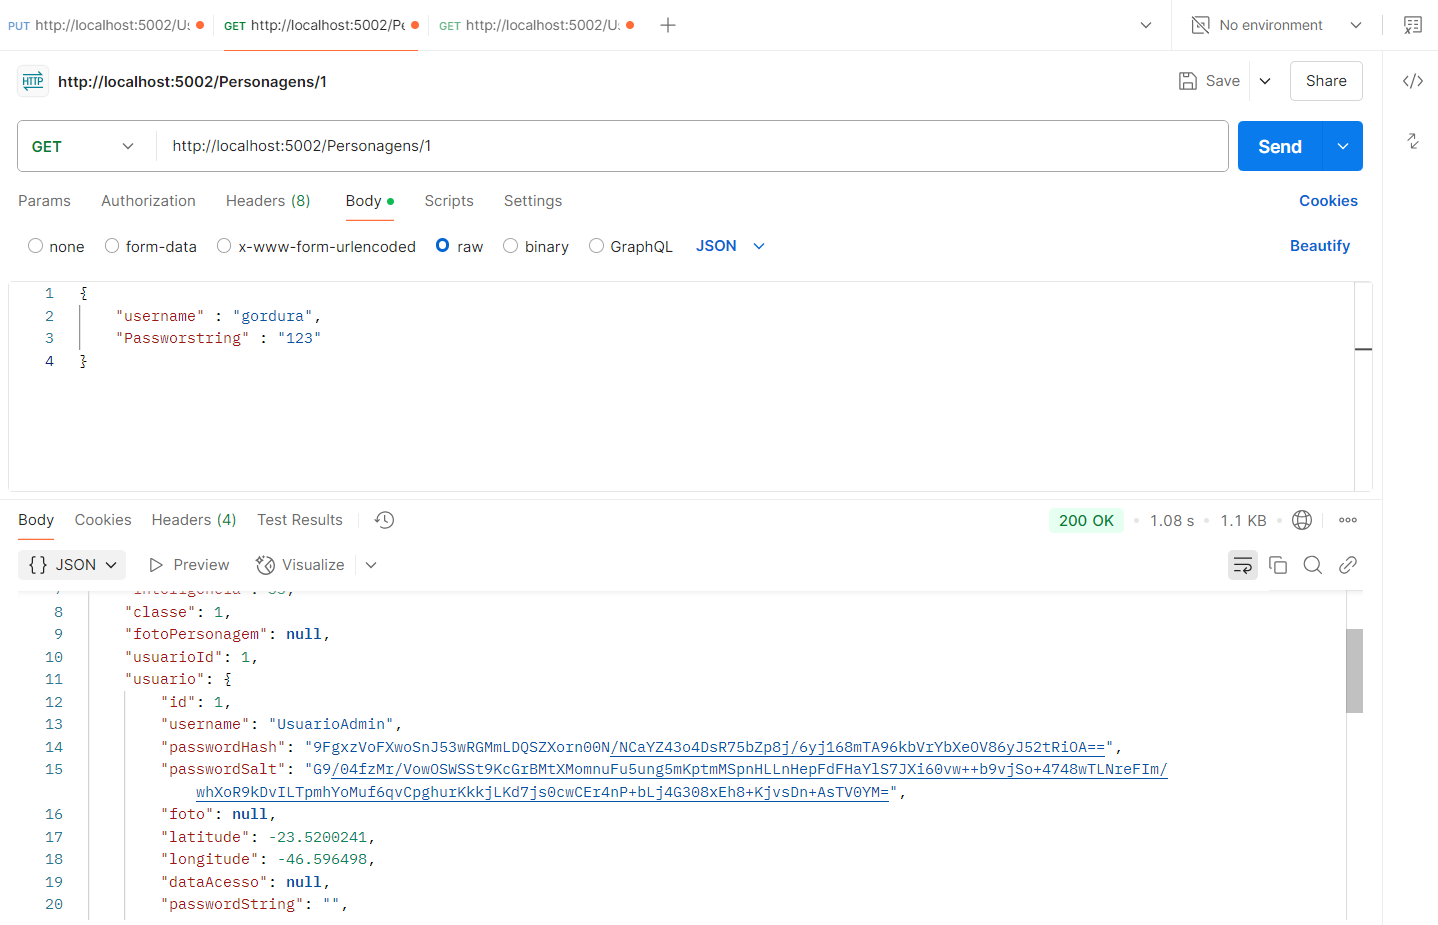 PUT http://localhost:5002/Us
GET http://localhost:5002/Pe
GET http://localhost:5002/Us
No environment
HTTP http://localhost:5002/Personagens/1
Save
Share
GET http://localhost:5002/Personagens/1
Send
Params Authorization Headers (8) Body Scripts Settings Cookies
none form-data x-www-form-urlencoded raw binary GraphQL JSON Beautify
1 {
2 "username" : "gordura",
3 "Passworstring" : "123"
4 }
Body Cookies Headers (4) Test Results 200 OK 1.08 s 1.1 KB
{} JSON Preview Visualize
8 "classe": 1,
9 "fotoPersonagem": null,
10 "usuarioId": 1,
11 "usuario": {
12 "id": 1,
13 "username": "UsuarioAdmin",
14 "passwordHash": "9FgxzVoFXwoSnJ53wRGMmLDQSZXorn00N/NCaYZ43o4DsR75bZp8j/6yj168mTA96kbVrYbXeOV86yJ52tRiOA==",
15 "passwordSalt": "G9/04fzMr/VowOSWSSt9KcGrBMtXMomnuFu5ung5mKptmMSpnHLLnHepFdFHaYlS7JXi60vw++b9vjSo+4748wTLNreFIm/
whXoR9kDvILTpmhYoMuf6qvCpghurKkkjLKd7js0cwCEr4nP+bLj4G308xEh8+KjvsDn+AsTV0YM=",
16 "foto": null,
17 "latitude": -23.5200241,
18 "longitude": -46.596498,
19 "dataAcesso": null,
20 "passwordString": "",